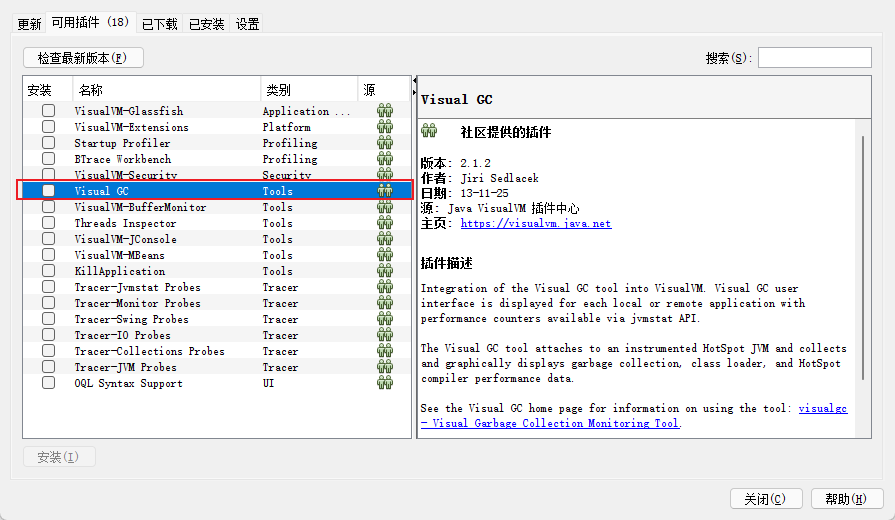 更新 可用插件 (18) 已下载 已安装 设置
检查最新版本(F) 搜索(S):
安装 名称 类别 源
VisualVM-Glassfish Application ...
VisualVM-Extensions Platform
Startup Profiler Profiling
BTrace Workbench Profiling
VisualVM-Security Security
Visual GC Tools
VisualVM-BufferMonitor Tools
Threads Inspector Tools
VisualVM-JConsole Tools
VisualVM-MBeans Tools
KillApplication Tools
Tracer-Jvmstat Probes Tracer
Tracer-Monitor Probes Tracer
Tracer-Swing Probes Tracer
Tracer-IO Probes Tracer
Tracer-Collections Probes Tracer
Tracer-JVM Probes Tracer
OQL Syntax Support UI
Visual GC
社区提供的插件
版本: 2.1.2
作者: Jiri Sedlacek
日期: 13-11-25
源: Java VisualVM 插件中心
主页: https://visualvm.java.net
插件描述
Integration of the Visual GC tool into VisualVM. Visual GC user
interface is displayed for each local or remote application with
performance counters available via jvmstat API.
The Visual GC tool attaches to an instrumented HotSpot JVM and collects
and graphically displays garbage collection, class loader, and HotSpot
compiler performance data.
See the Visual GC home page for information on using the tool: visualgc
- Visual Garbage Collection Monitoring Tool.
安装(I)
关闭(C) 帮助(H)